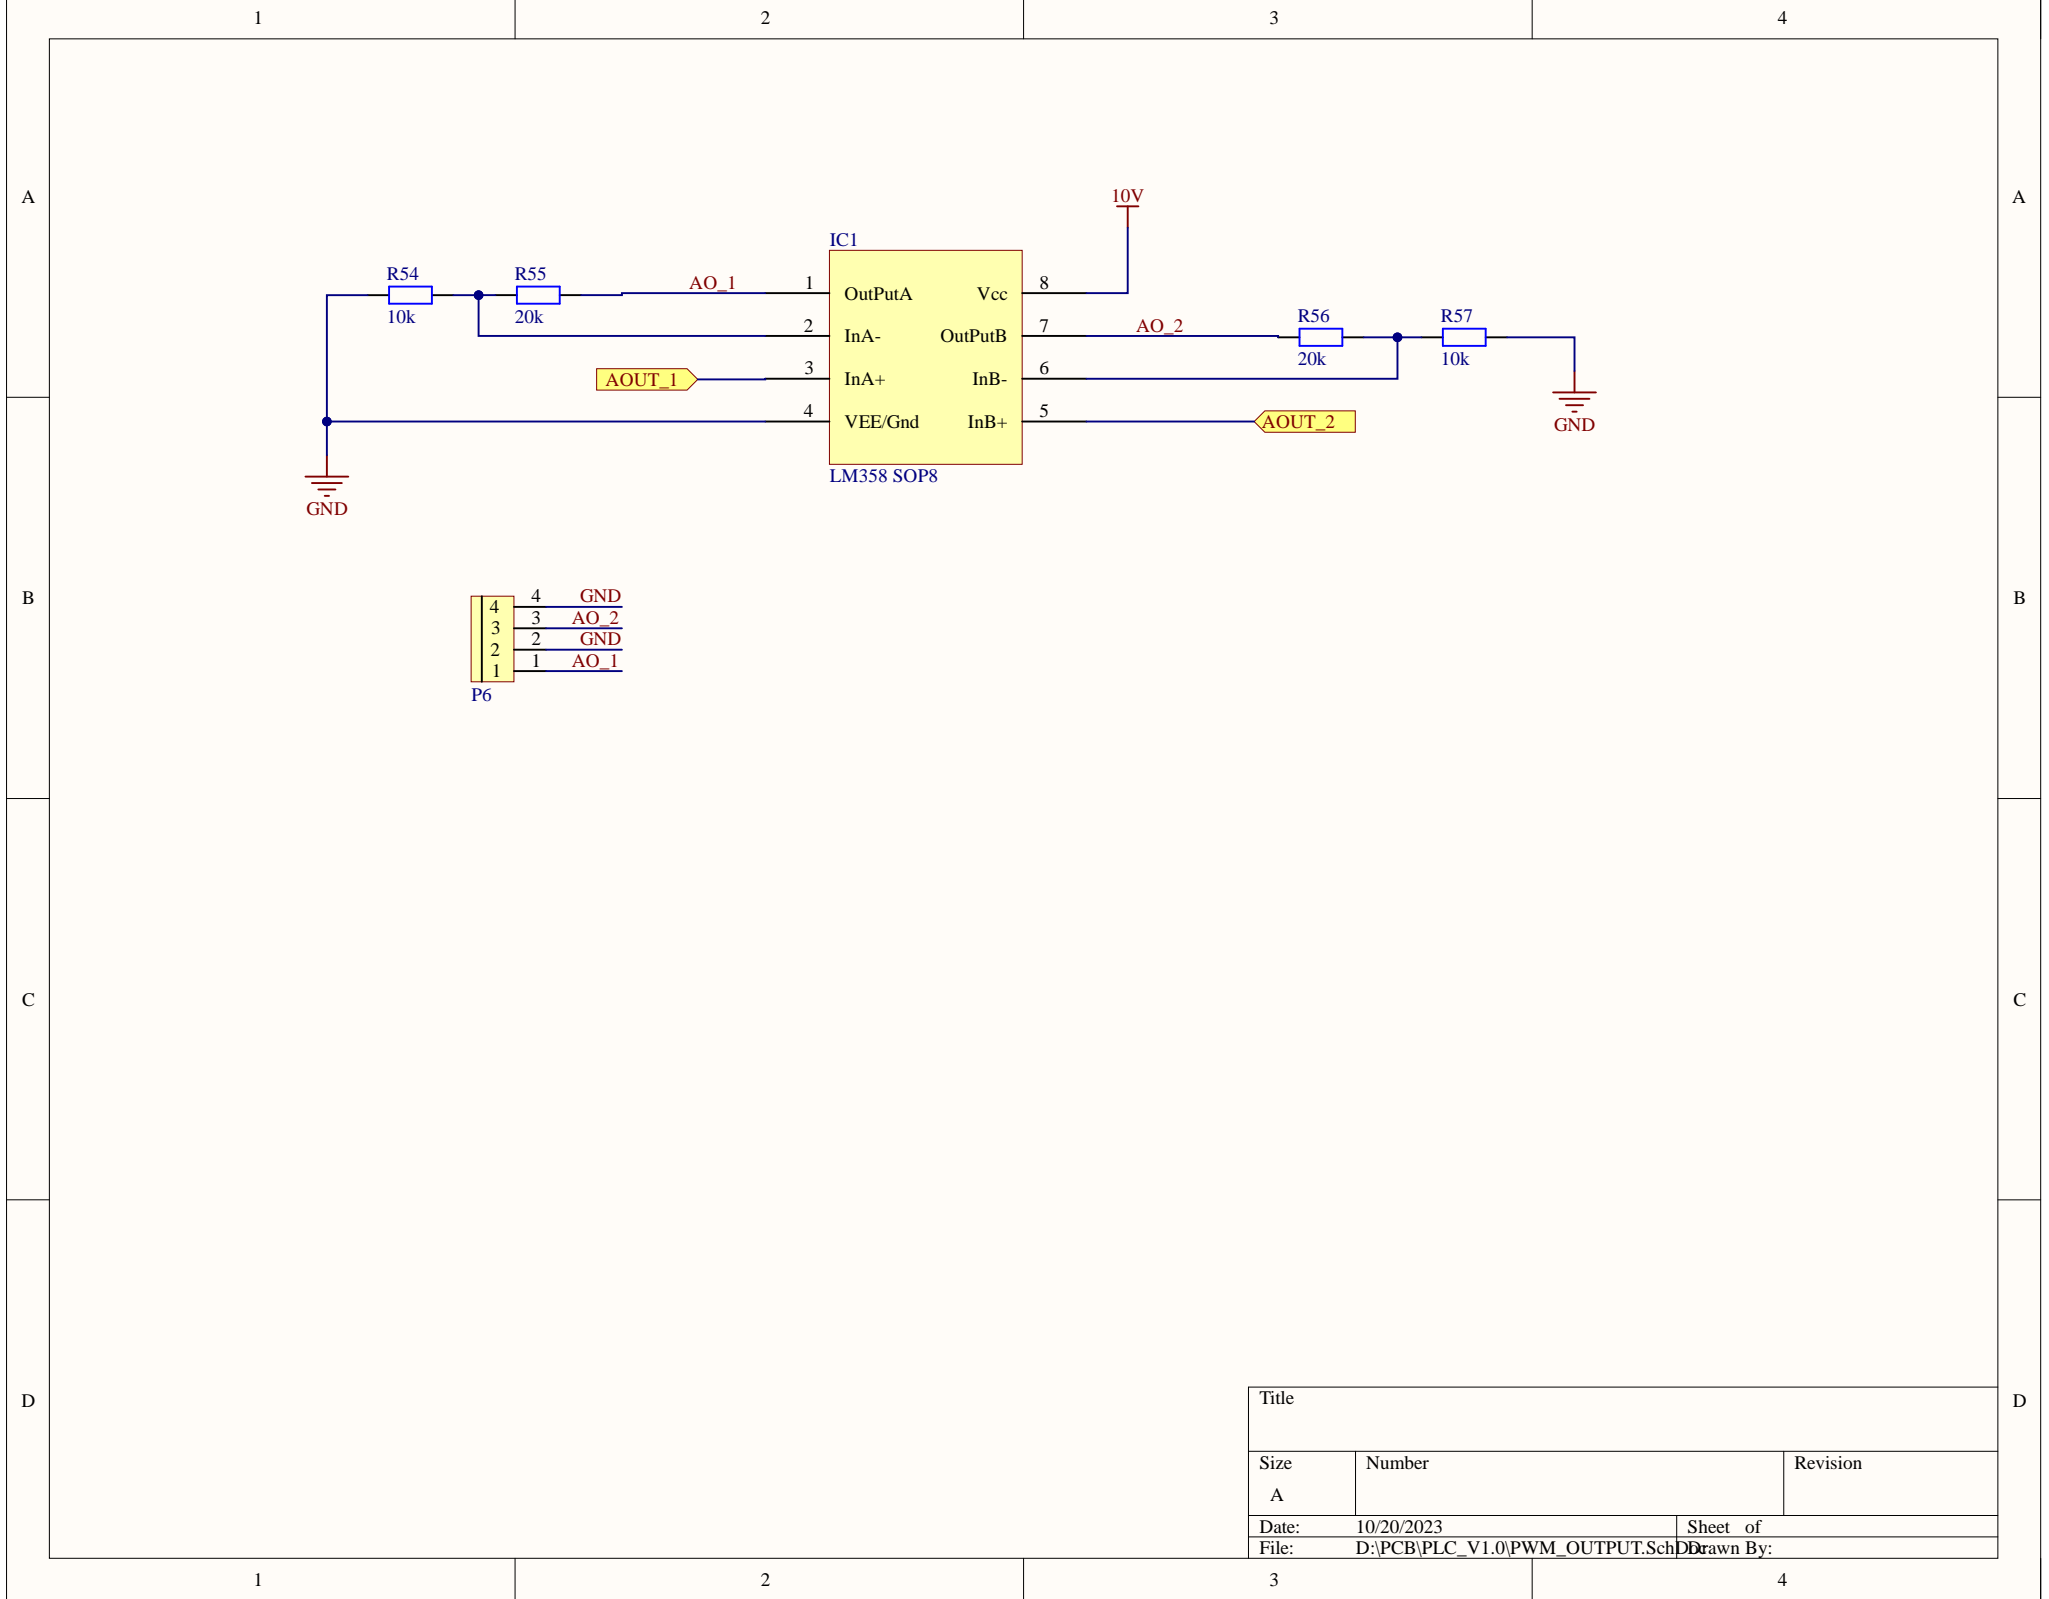 1 2 3 4
A A
10V
IC1
R54 R55 AO_1 1 OutPutA Vcc 8
10k 20k
2 InA- OutPutB 7 AO_2 R56 R57
20k 10k
AOUT_1 3 InA+ InB- 6
4 VEE/Gnd InB+ 5 AOUT_2 GND
LM358 SOP8
GND
B B
4 4 GND
3 3 AO_2
2 2 GND
1 1 AO_1
P6
C C
D D
Title
Size Number Revision
A
Date: 10/20/2023 Sheet of
File: D:\PCB\PLC_V1.0\PWM_OUTPUT.SchDoc Drawn By:
1 2 3 4